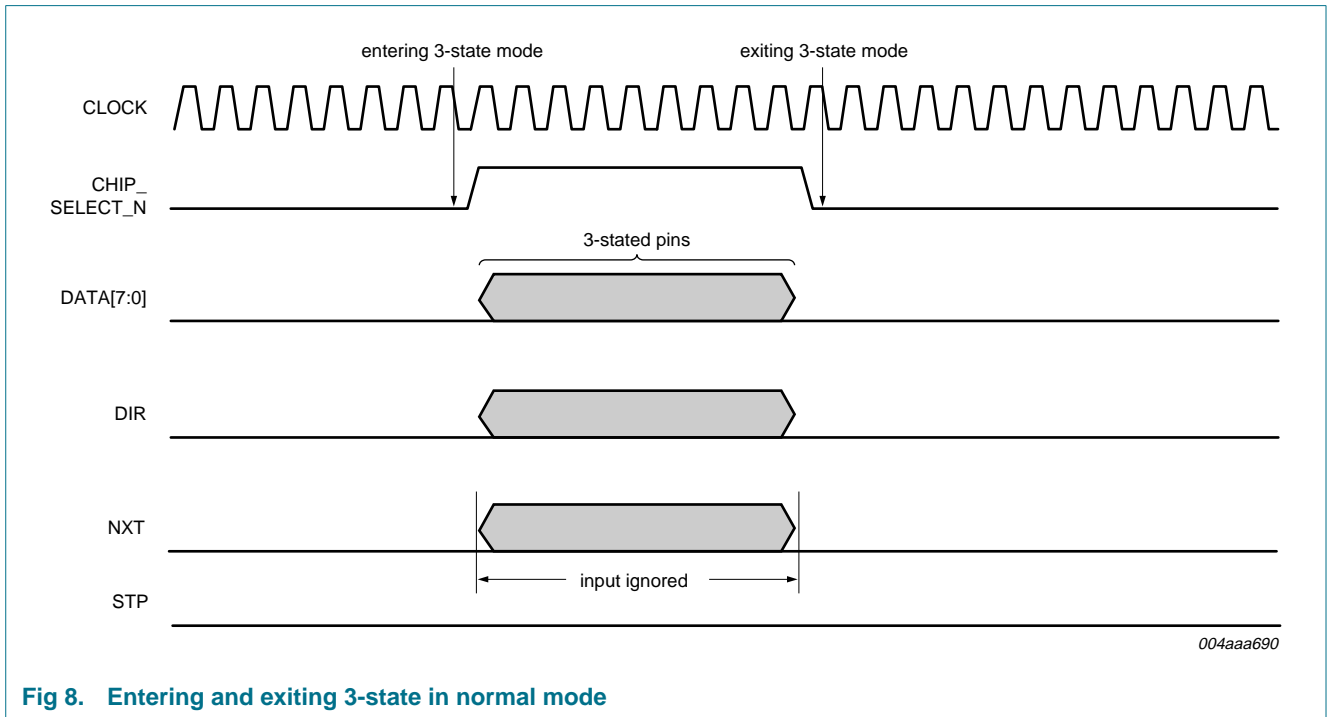 entering 3-state mode
exiting 3-state mode
CLOCK
CHIP_
SELECT_N
3-stated pins
DATA[7:0]
DIR
NXT
input ignored
STP
004aaa690
Fig 8. Entering and exiting 3-state in normal mode